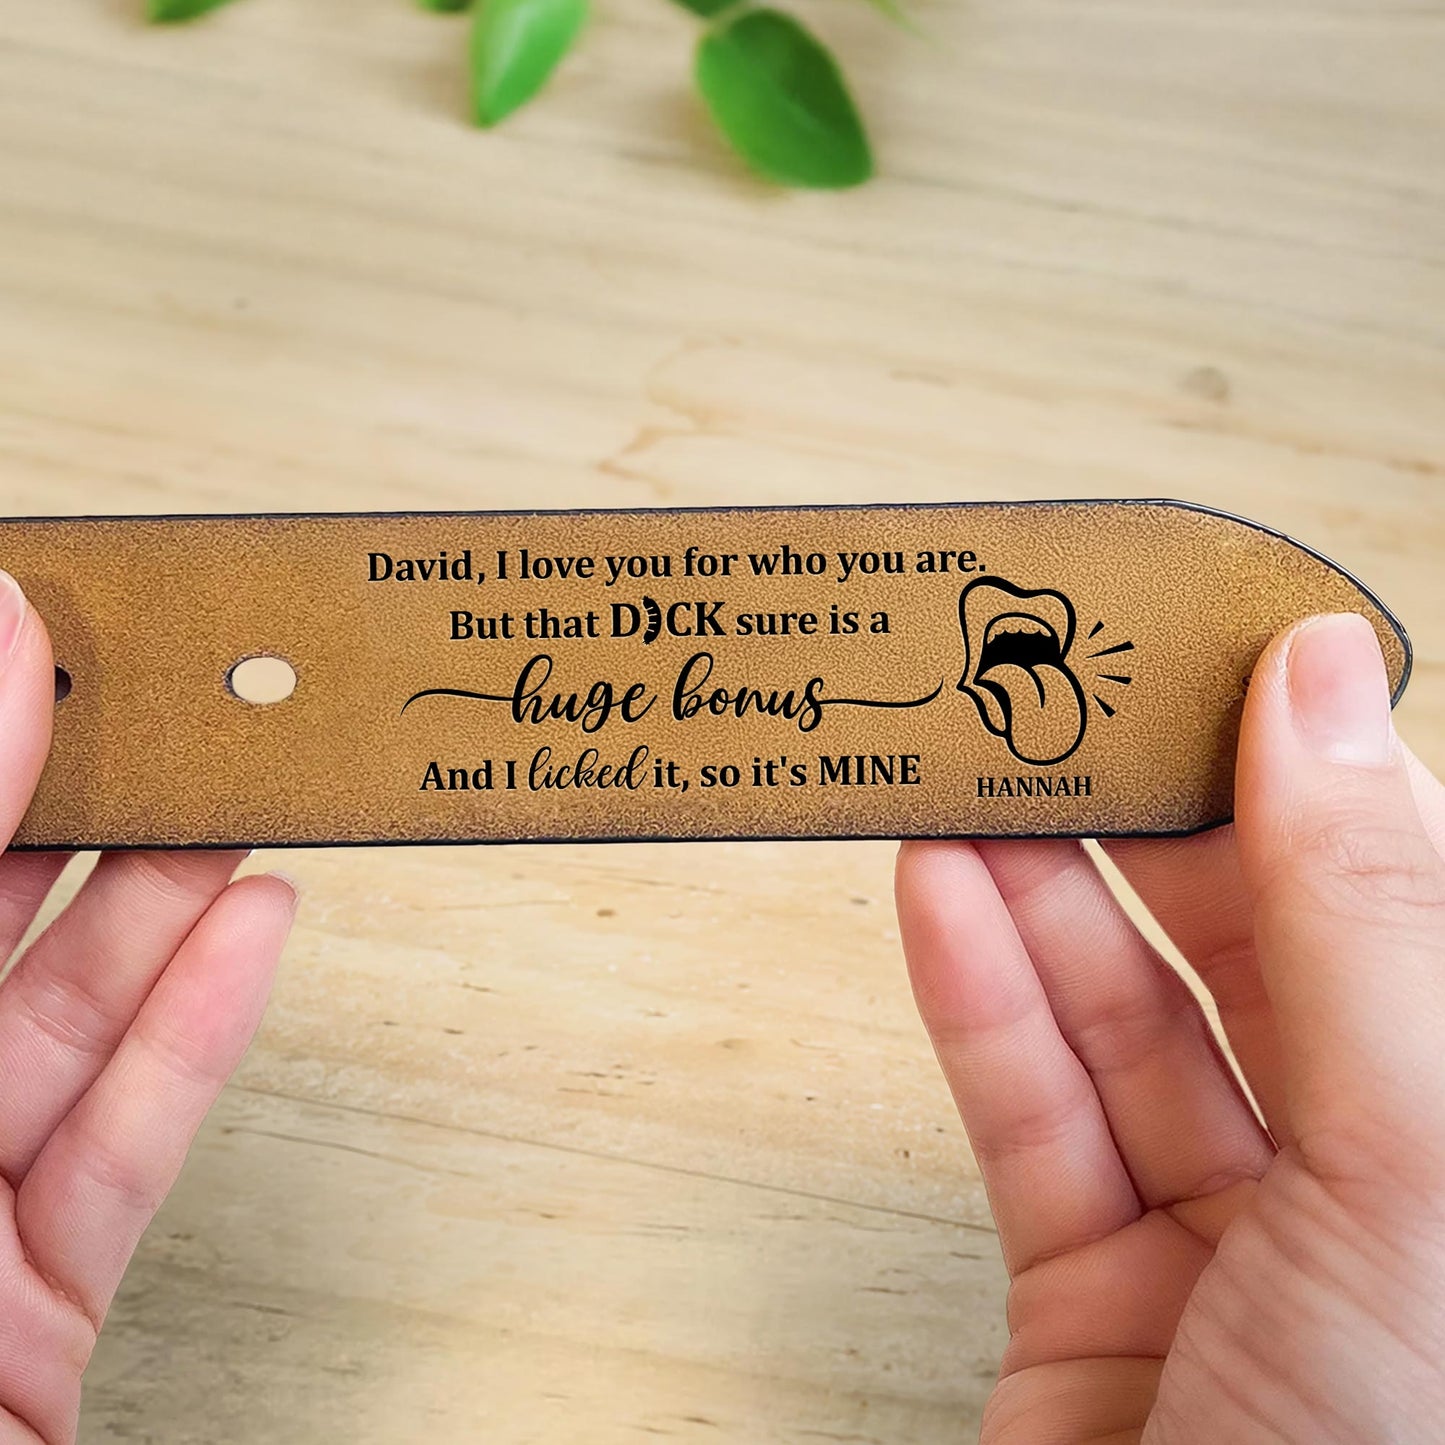 David, I love you for who you are.
But that DICK sure is a
huge bonus
And I licked it, so it's MINE
HANNAH